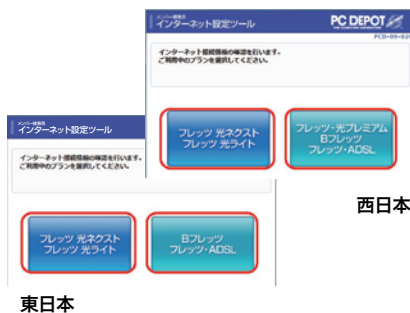 メンバー様専用
インターネット設定ツール
PC DEPOT
インターネット接続情報の確認を行います。
ご利用中のプランを選択してください。
フレッツ 光ネクスト
フレッツ 光ライト
フレッツ・光プレミアム
Bフレッツ
フレッツ・ADSL
西日本
メンバー様専用
インターネット設定ツール
インターネット接続情報の確認を行います。
ご利用中のプランを選択してください。
フレッツ 光ネクスト
フレッツ 光ライト
Bフレッツ
フレッツ・ADSL
東日本